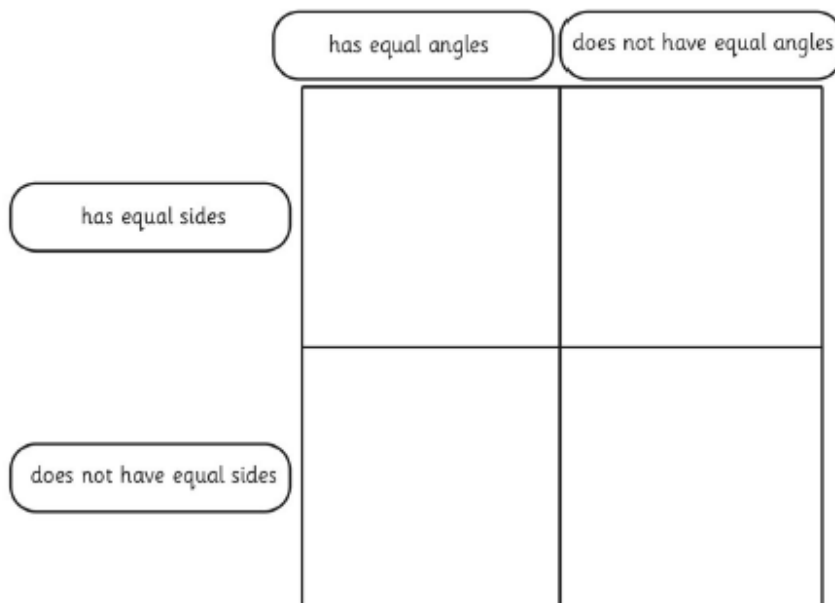 has equal angles
does not have equal angles
has equal sides
does not have equal sides